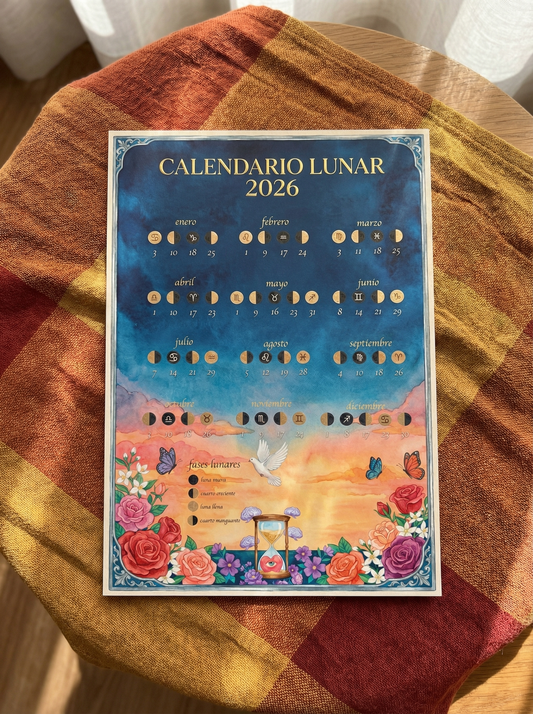 CALENDARIO LUNAR
2026
enero febrero marzo
3 10 18 25 1 9 17 24 3 11 18 25
abril mayo junio
1 10 17 23 1 9 16 23 31 8 14 21 29
julio agosto septiembre
7 14 21 29 5 12 19 28 4 10 18 26
octubre noviembre diciembre
fases lunares
luna nueva
cuarto creciente
luna llena
cuarto menguante